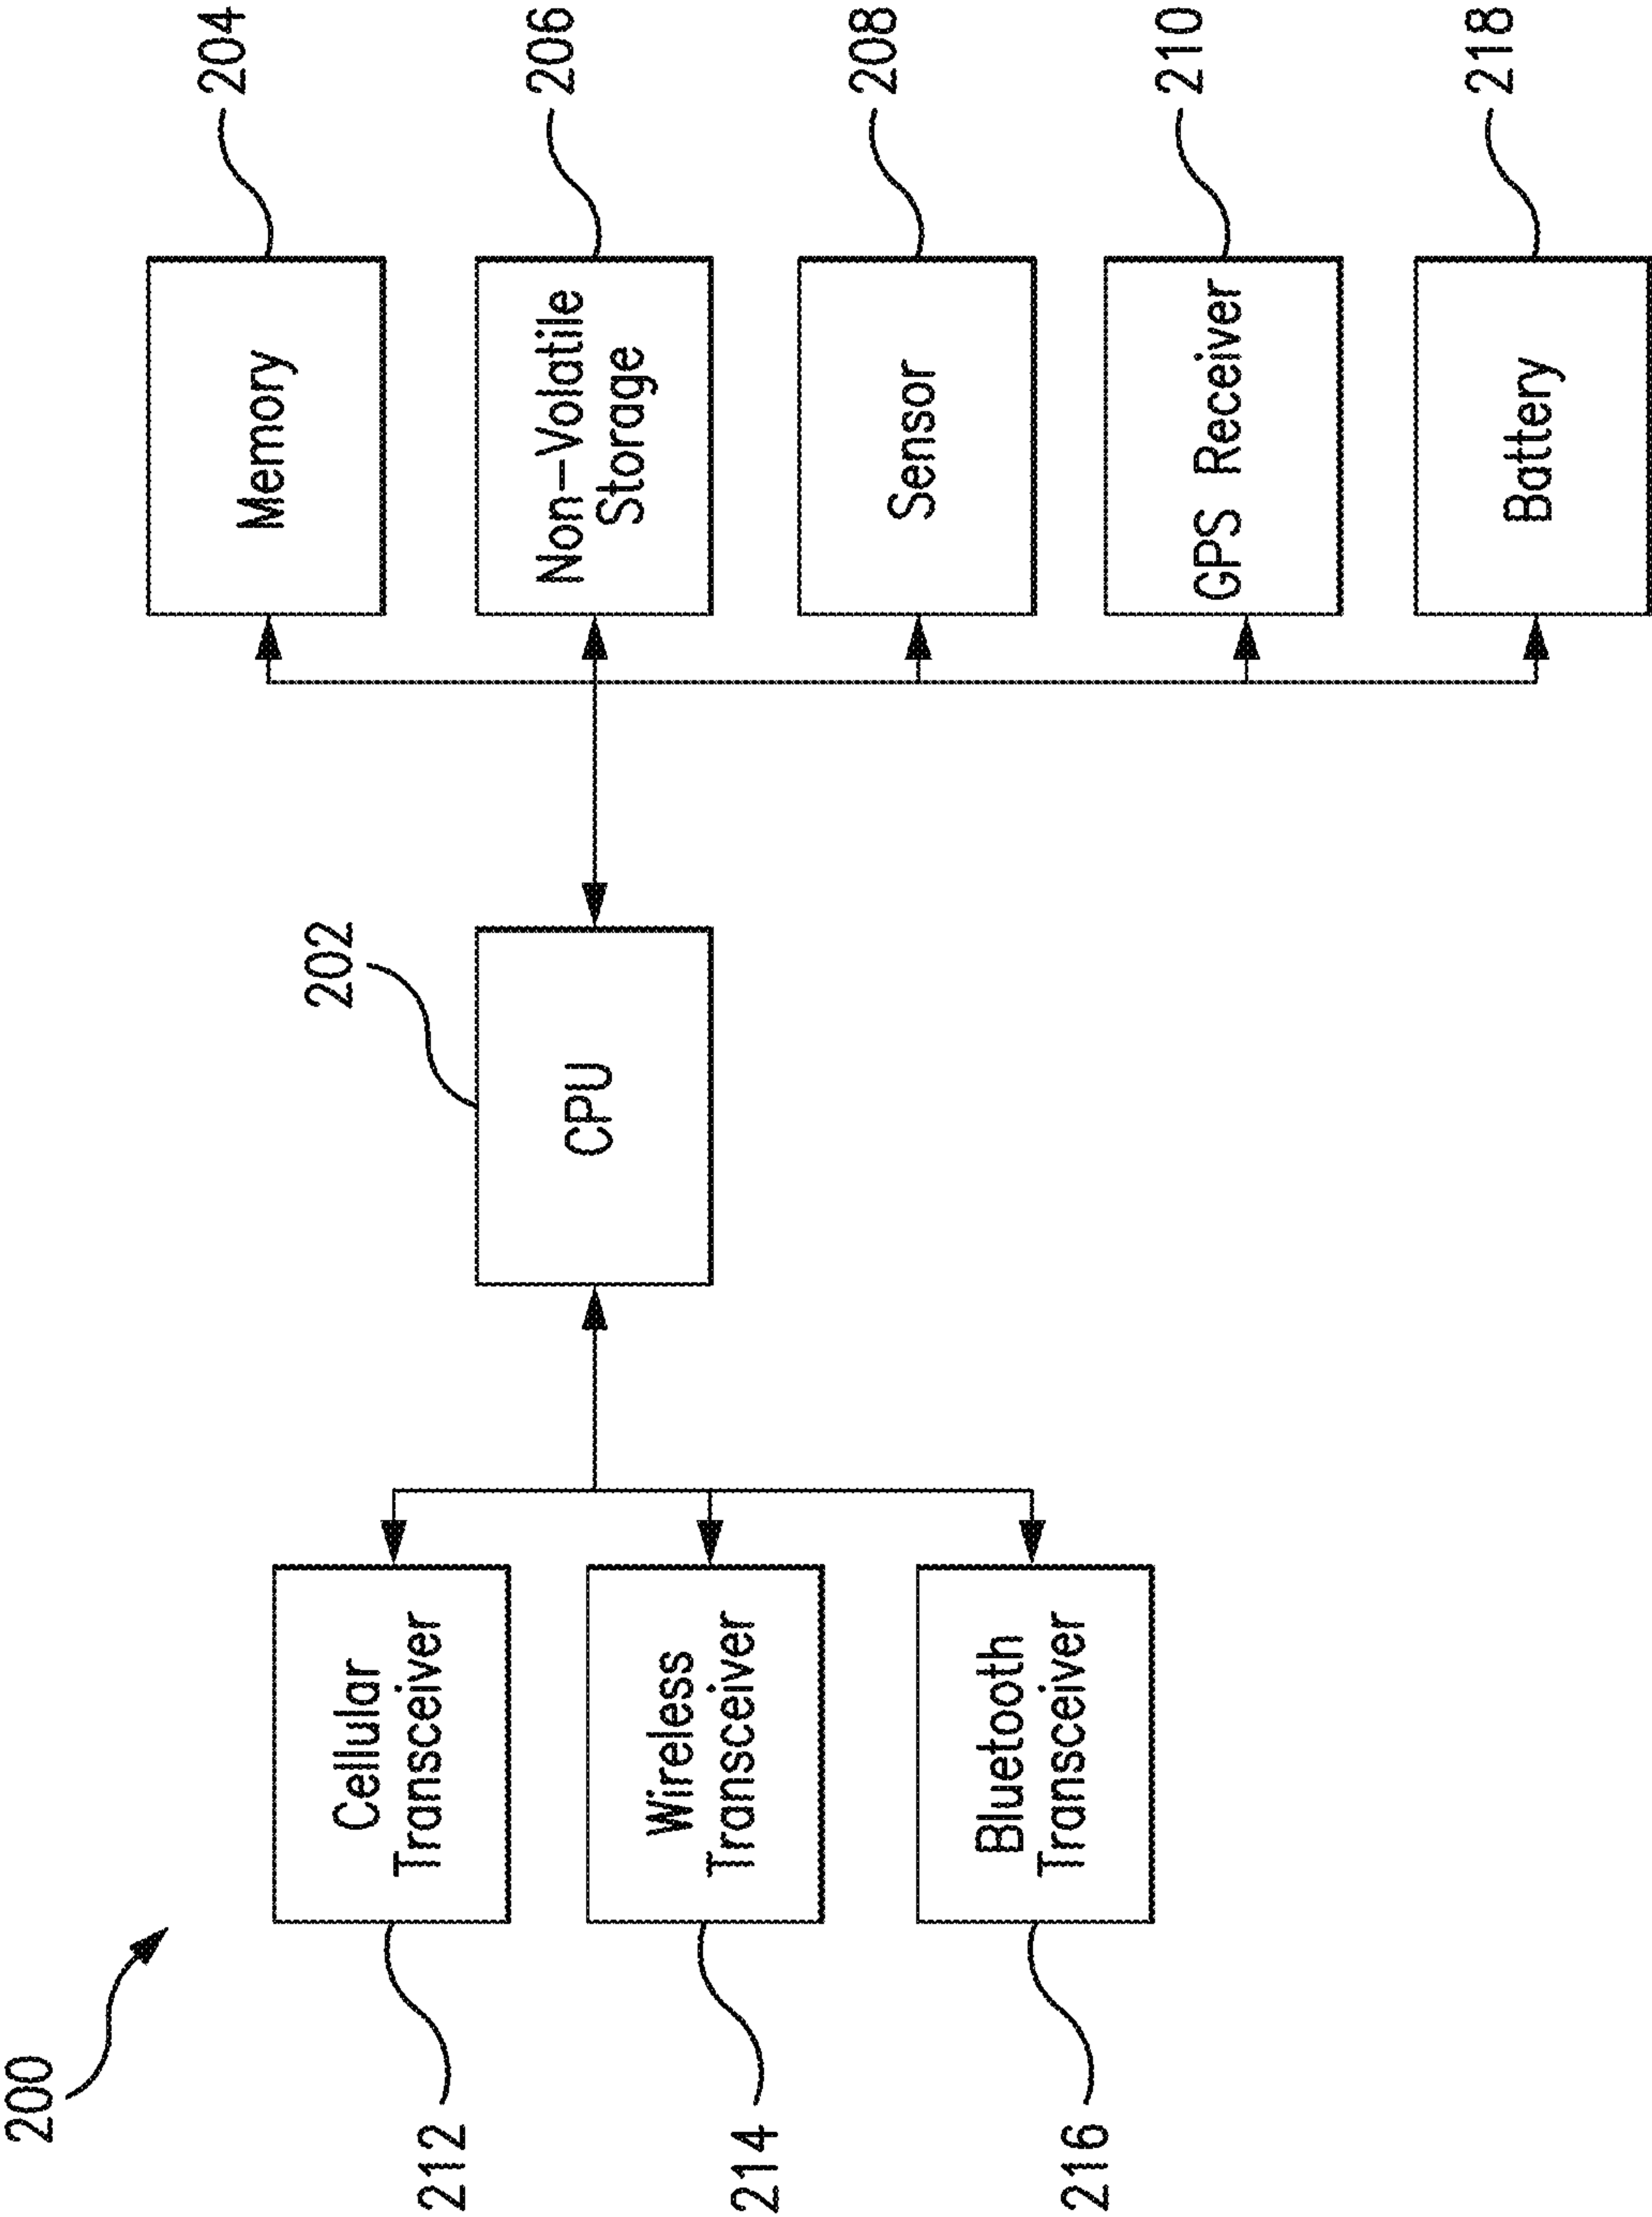 200
212
Cellular
Transceiver
214
Wireless
Transceiver
216
Bluetooth
Transceiver
202
CPU
Memory
204
Non-Volatile
Storage
206
Sensor
208
GPS Receiver
210
Battery
218